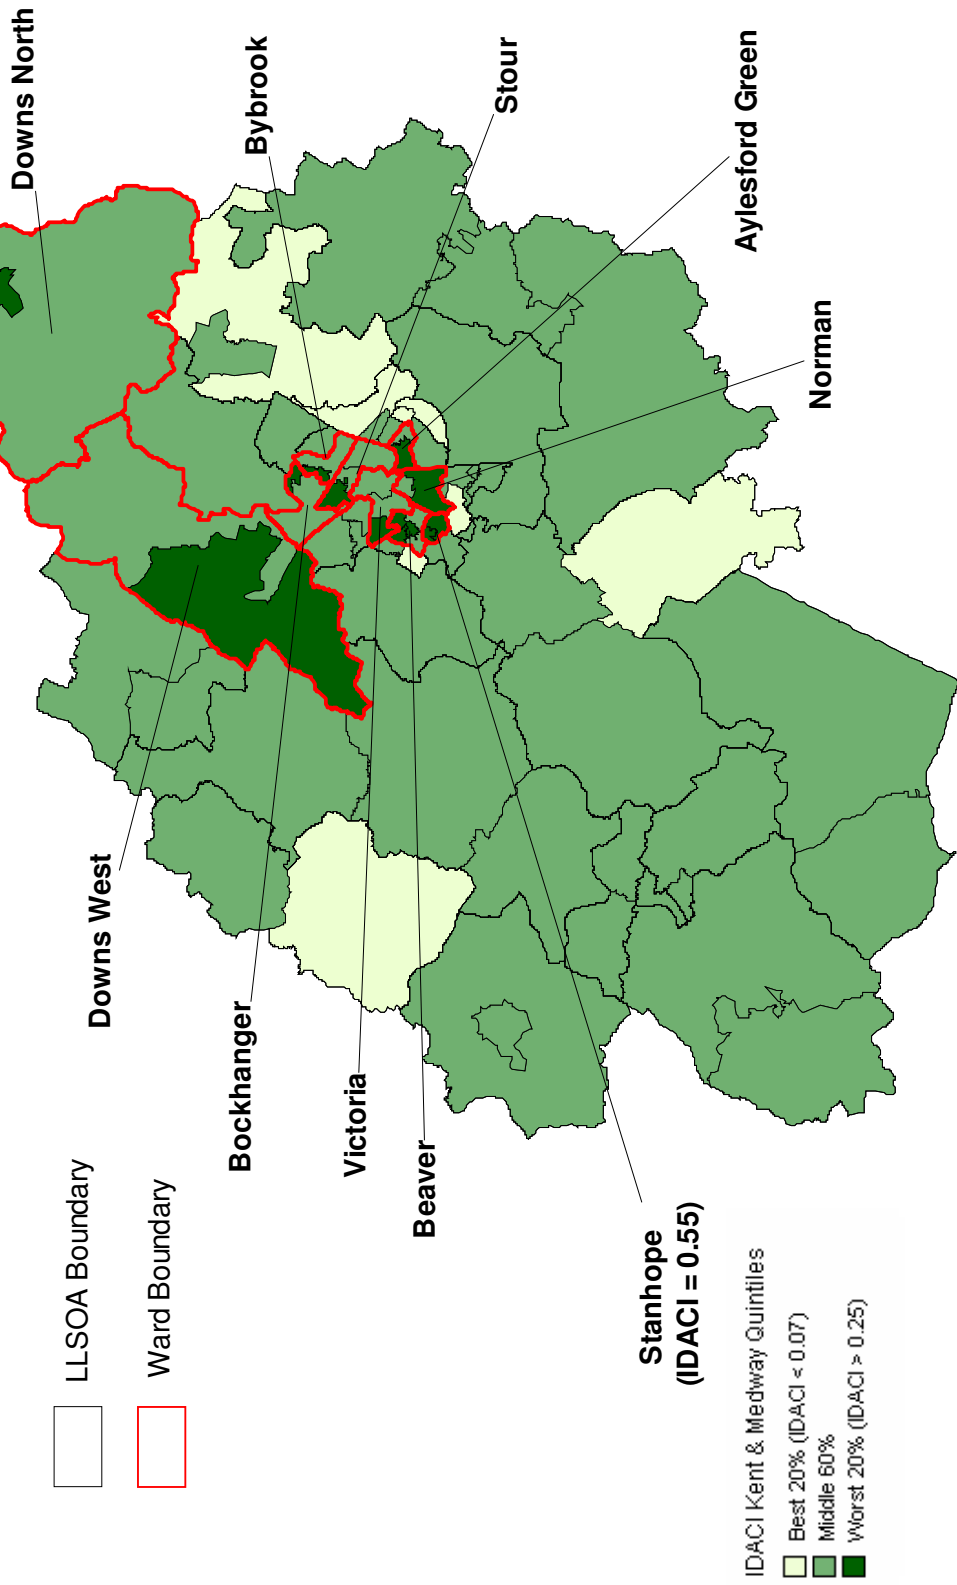 LLSOA Boundary
Ward Boundary
Downs West
Bockhanger
Victoria
Beaver
Stanhope
(IDACI = 0.55)
Downs North
Bybrook
Stour
Aylesford Green
Norman
IDACI Kent & Medway Quintiles
Best 20% (IDACI < 0.07)
Middle 60%
Worst 20% (IDACI > 0.25)